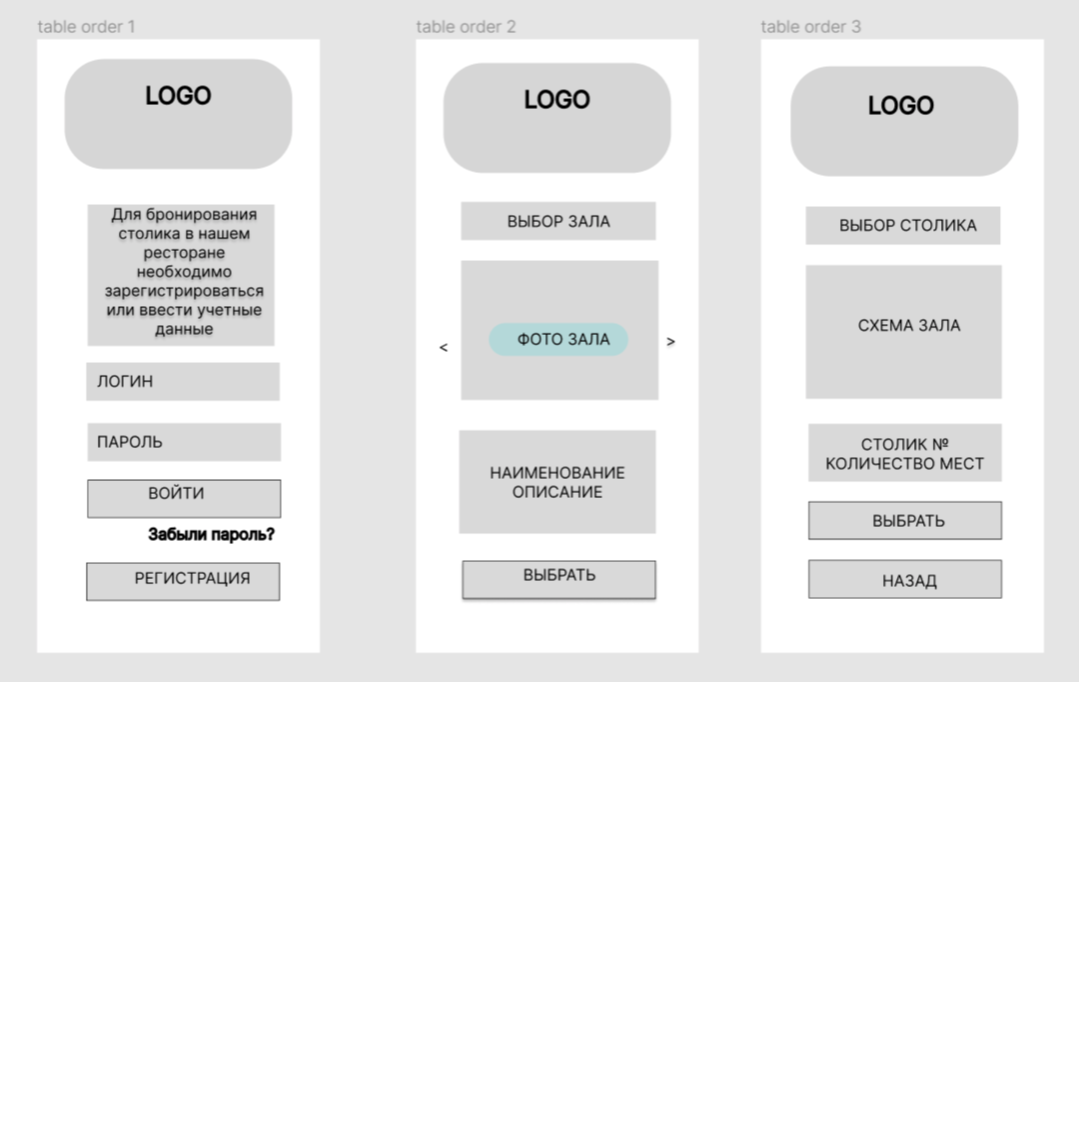 table order 1
LOGO
Для бронирования
столика в нашем
ресторане
необходимо
зарегистрироваться
или ввести учетные
данные
ЛОГИН
ПАРОЛЬ
ВОЙТИ
Забыли пароль?
РЕГИСТРАЦИЯ
table order 2
LOGO
ВЫБОР ЗАЛА
<
ФОТО ЗАЛА
>
НАИМЕНОВАНИЕ
ОПИСАНИЕ
ВЫБРАТЬ
table order 3
LOGO
ВЫБОР СТОЛИКА
СХЕМА ЗАЛА
СТОЛИК №
КОЛИЧЕСТВО МЕСТ
ВЫБРАТЬ
НАЗАД